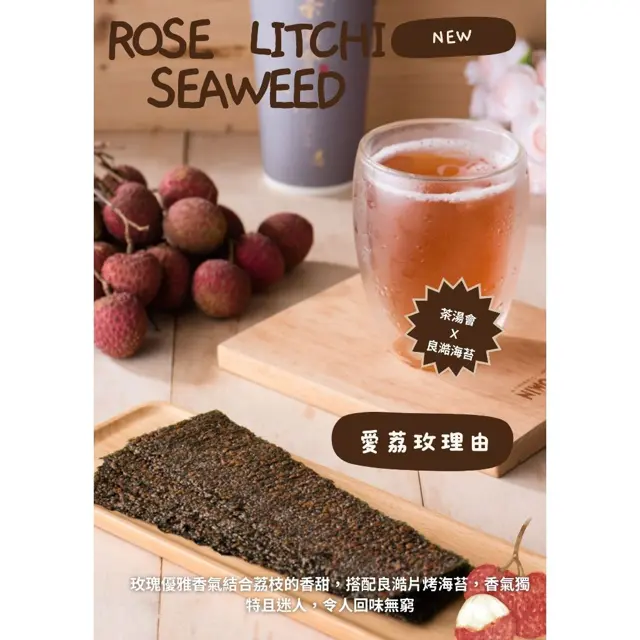 ROSE LITCHI
SEAWEED
NEW
茶湯會
X
良澔海苔
愛荔玫理由
玫瑰優雅香氣結合荔枝的香甜，搭配良澔片烤海苔，香氣獨
特且迷人，令人回味無窮